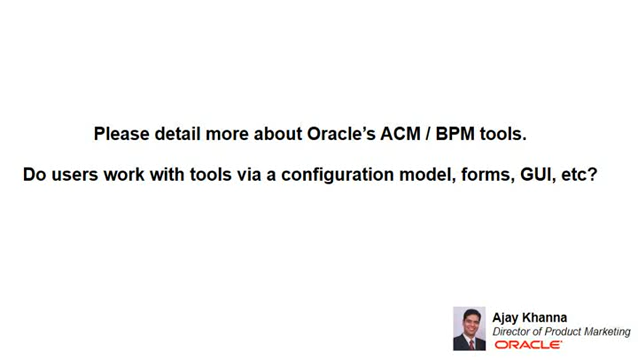 Please detail more about Oracle's ACM / BPM tools.
Do users work with tools via a configuration model, forms, GUI, etc?
Ajay Khanna
Director of Product Marketing
ORACLE